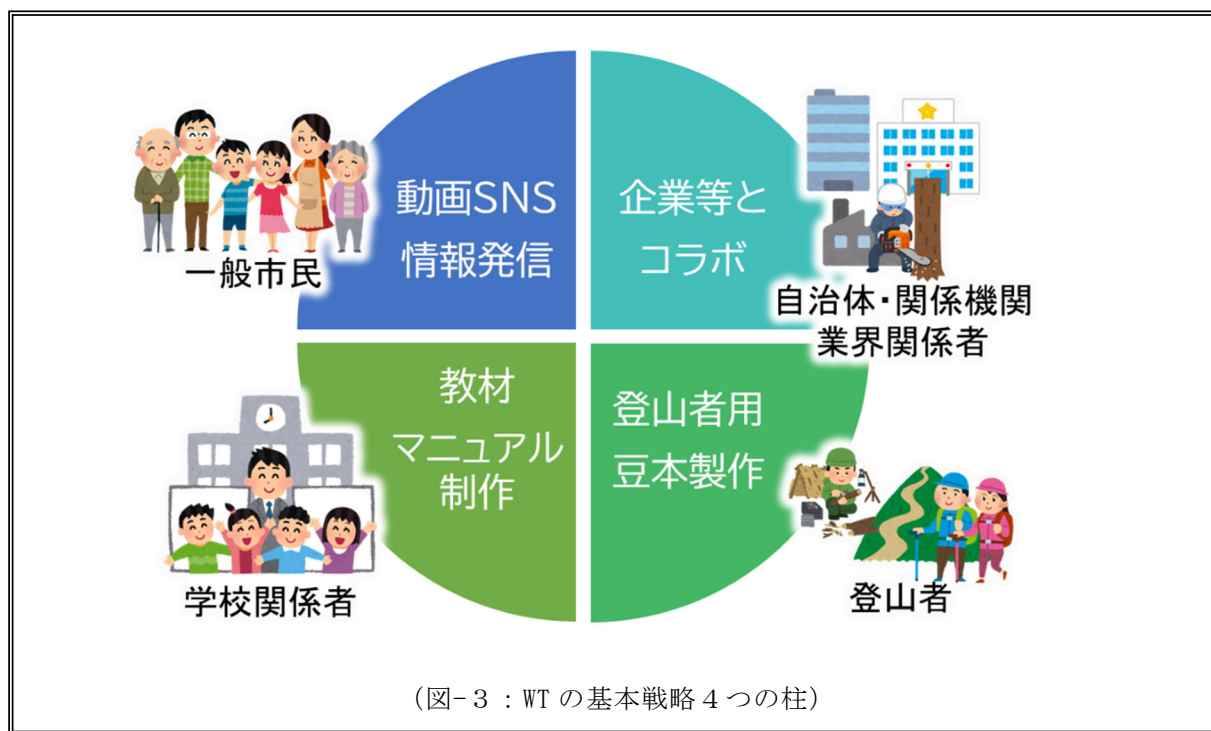 動画SNS
情報発信
一般市民
企業等と
コラボ
自治体・関係機関
業界関係者
教材
マニュアル
制作
学校関係者
登山者用
豆本製作
登山者
(図-3：WTの基本戦略4つの柱)